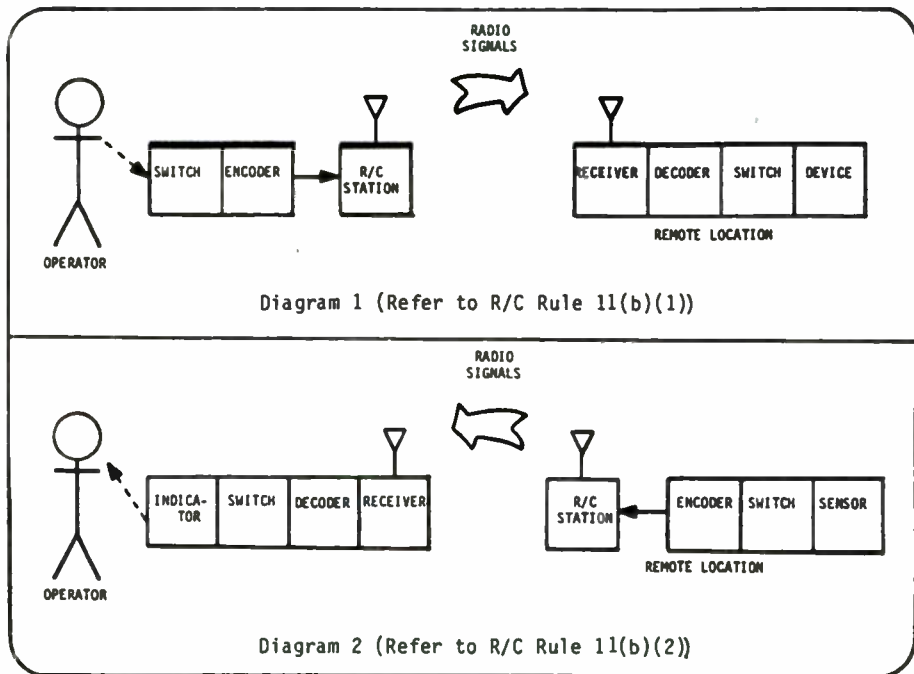 RADIO
SIGNALS
SWITCH
ENCODER
R/C
STATION
RECEIVER
DECODER
SWITCH
DEVICE
REMOTE LOCATION
OPERATOR
Diagram 1 (Refer to R/C Rule 11(b)(1))
RADIO
SIGNALS
INDICA-
TOR
SWITCH
DECODER
RECEIVER
R/C
STATION
ENCODER
SWITCH
SENSOR
REMOTE LOCATION
OPERATOR
Diagram 2 (Refer to R/C Rule 11(b)(2))